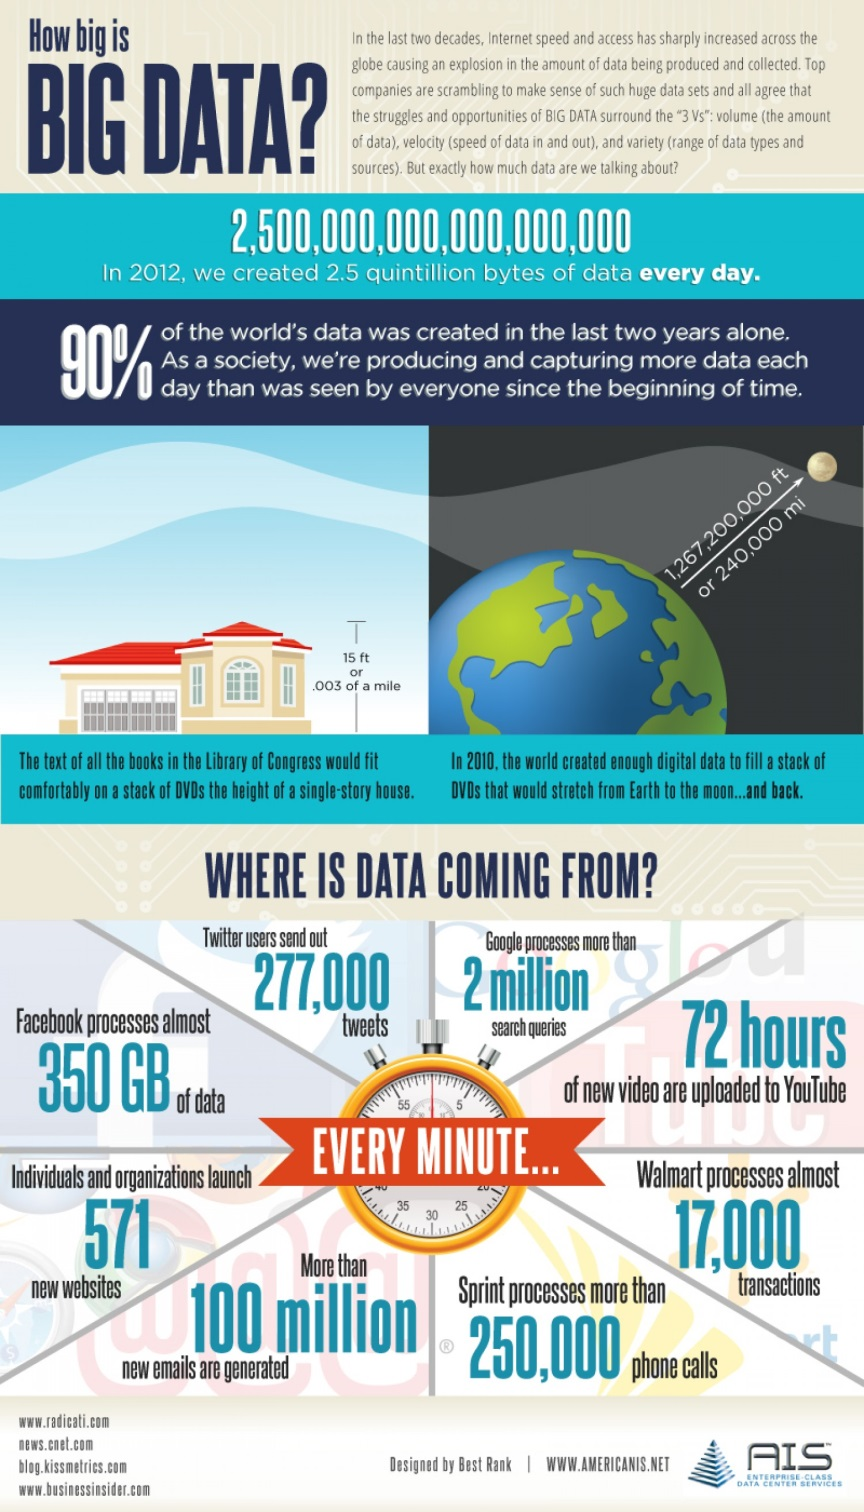 How big is
BIG DATA?
In the last two decades, Internet speed and access has sharply increased across the
globe causing an explosion in the amount of data being produced and collected. Top
companies are scrambling to make sense of such huge data sets and all agree that
the struggles and opportunities of BIG DATA surround the “3 Vs”: volume (the amount
of data), velocity (speed of data in and out), and variety (range of data types and
sources). But exactly how much data are we talking about?
2,500,000,000,000,000,000
In 2012, we created 2.5 quintillion bytes of data every day.
90%
of the world's data was created in the last two years alone.
As a society, we're producing and capturing more data each
day than was seen by everyone since the beginning of time.
15 ft
or
.003 of a mile
1,267,200,000 ft
or 240,000 mi
The text of all the books in the Library of Congress would fit
comfortably on a stack of DVDs the height of a single-story house.
In 2010, the world created enough digital data to fill a stack of
DVDs that would stretch from Earth to the moon...and back.
WHERE IS DATA COMING FROM?
Twitter users send out
277,000
tweets
Google processes more than
2 million
search queries
Facebook processes almost
350 GB
of data
72 hours
of new video are uploaded to YouTube
55
5
EVERY MINUTE...
40
35
30
25
20
Individuals and organizations launch
571
new websites
Walmart processes almost
17,000
transactions
More than
100 million
new emails are generated
Sprint processes more than
250,000
phone calls
www.radicati.com
news.cnet.com
blog.kissmetrics.com
www.businessinsider.com
Designed by Best Rank | WWW.AMERICANIS.NET
AIS™
ENTERPRISE-CLASS
DATA CENTER SERVICES